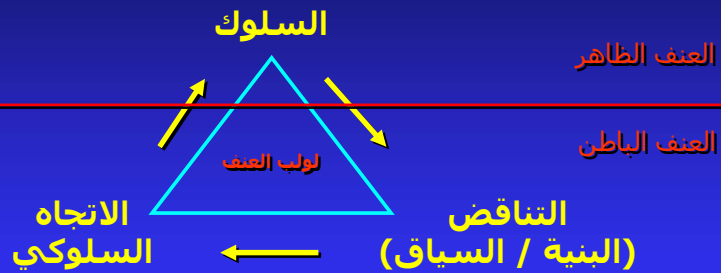 السلوك
العنف الظاهر
العنف الباطن
لولب العنف
التناقض
(البنية / السياق)
الاتجاه
السلوكي